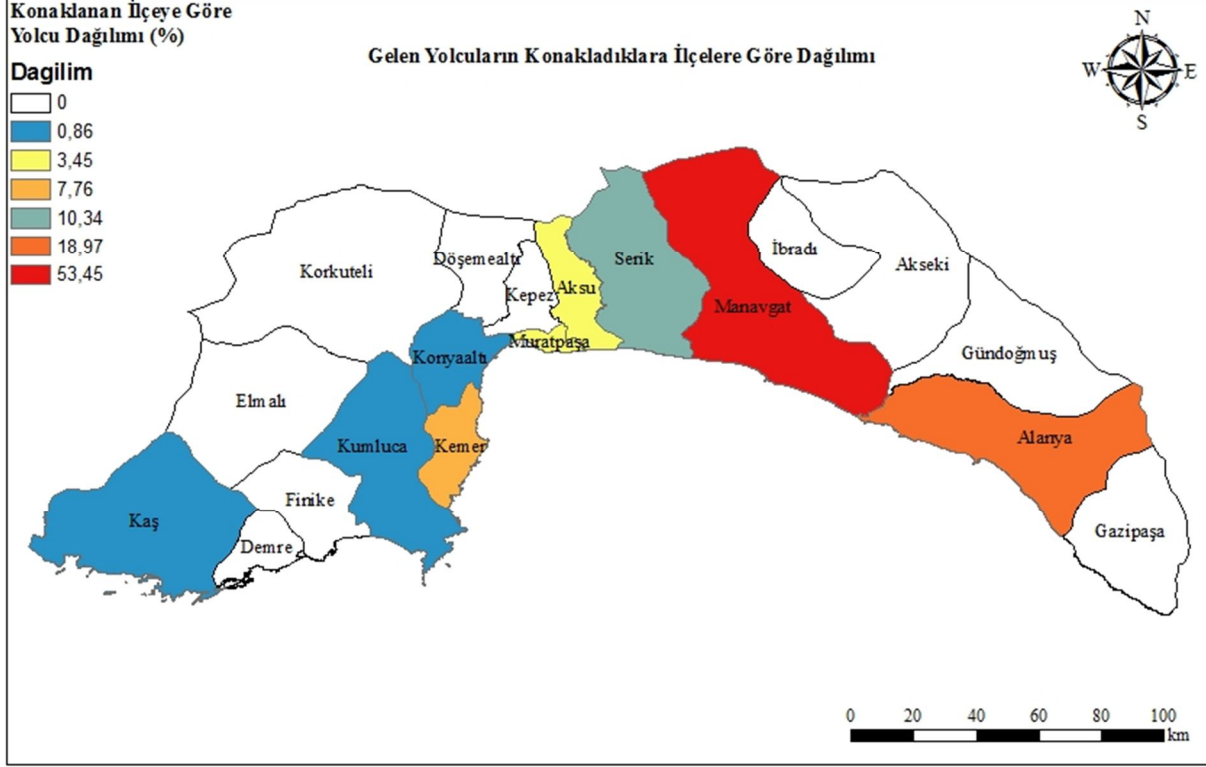 Konaklanan İlçeye Göre
Yolcu Dağılımı (%)
Gelen Yolcuların Konakladıklara İlçelere Göre Dağılımı
Dagilim
0
0,86
3,45
7,76
10,34
18,97
53,45
N
W
E
S
Korkuteli
Döşemealtı
Kepez
Aksu
Serik
Manavgat
İbradı
Akseki
Gündoğmuş
Muratpaşa
Konyaaltı
Elmalı
Kumluca
Kemer
Alanya
Kaş
Finike
Demre
Gazipaşa
0 20 40 60 80 100
km